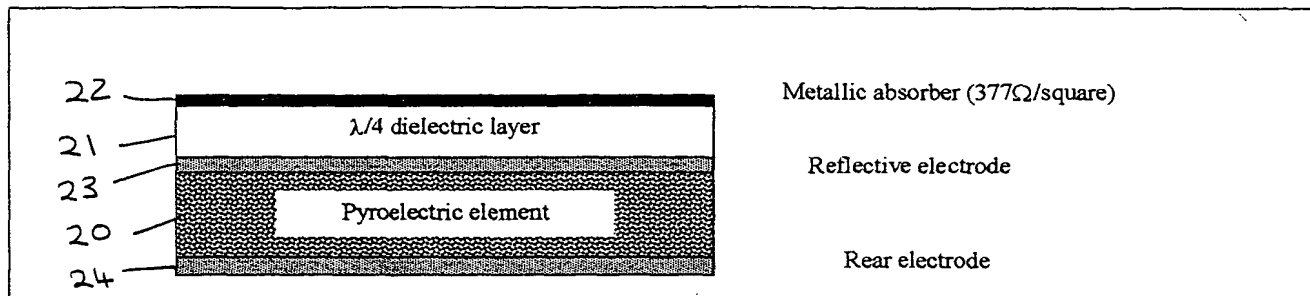 22
Metallic absorber (377Ω/square)
21
λ/4 dielectric layer
23
Reflective electrode
20
Pyroelectric element
24
Rear electrode